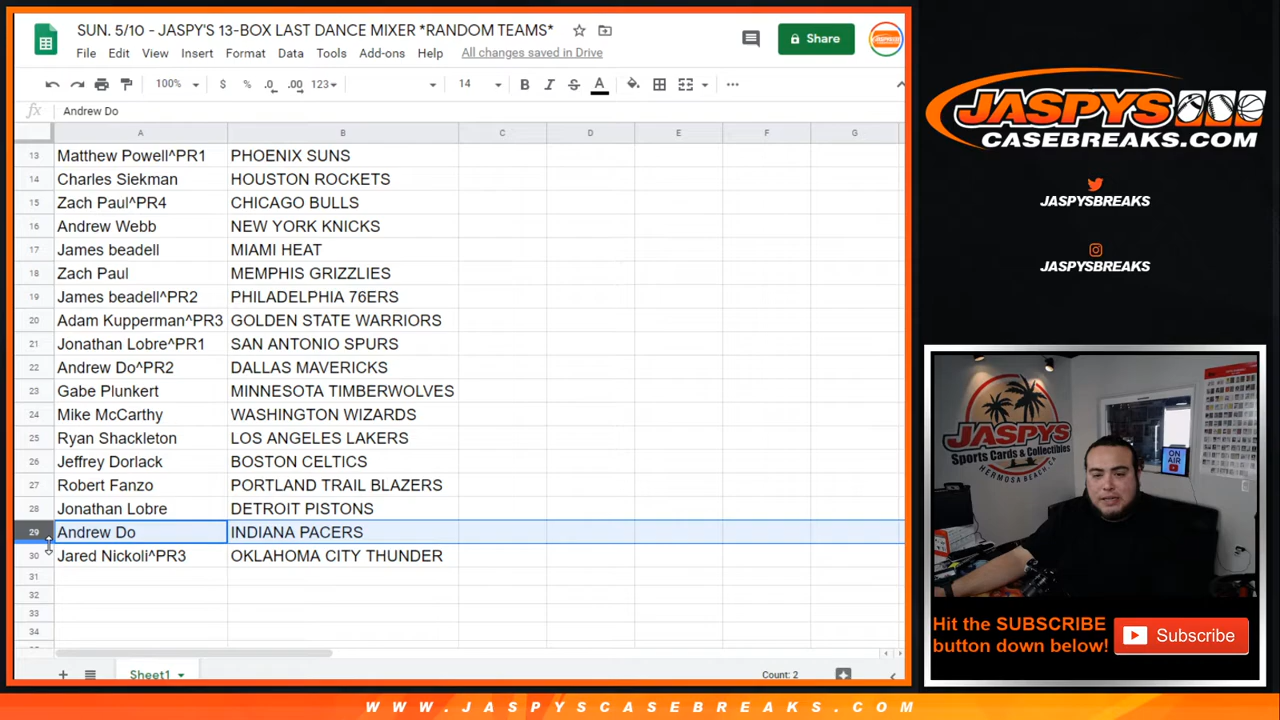 SUN. 5/10 - JASPY'S 13-BOX LAST DANCE MIXER *RANDOM TEAMS*
File Edit View Insert Format Data Tools Add-ons Help All changes saved in Drive
Share
100% $ % .0 .00 123 14 B I S A
fx Andrew Do
A B C D E F G
13 Matthew Powell^PR1 PHOENIX SUNS
14 Charles Siekman HOUSTON ROCKETS
15 Zach Paul^PR4 CHICAGO BULLS
16 Andrew Webb NEW YORK KNICKS
17 James beadell MIAMI HEAT
18 Zach Paul MEMPHIS GRIZZLIES
19 James beadell^PR2 PHILADELPHIA 76ERS
20 Adam Kupperman^PR3 GOLDEN STATE WARRIORS
21 Jonathan Lobre^PR1 SAN ANTONIO SPURS
22 Andrew Do^PR2 DALLAS MAVERICKS
23 Gabe Plunkert MINNESOTA TIMBERWOLVES
24 Mike McCarthy WASHINGTON WIZARDS
25 Ryan Shackleton LOS ANGELES LAKERS
26 Jeffrey Dorlack BOSTON CELTICS
27 Robert Fanzo PORTLAND TRAIL BLAZERS
28 Jonathan Lobre DETROIT PISTONS
29 Andrew Do INDIANA PACERS
30 Jared Nickoli^PR3 OKLAHOMA CITY THUNDER
31
32
33
34
Sheet1
Count: 2
JASPYS
CASEBREAKS.COM
JASPYSBREAKS
JASPYSBREAKS
JASPYS
Sports Cards & Collectibles
HERMOSA BEACH, CA
ON AIR
Hit the SUBSCRIBE
button down below!
Subscribe
WWW.JASPYSCASEBREAKS.COM